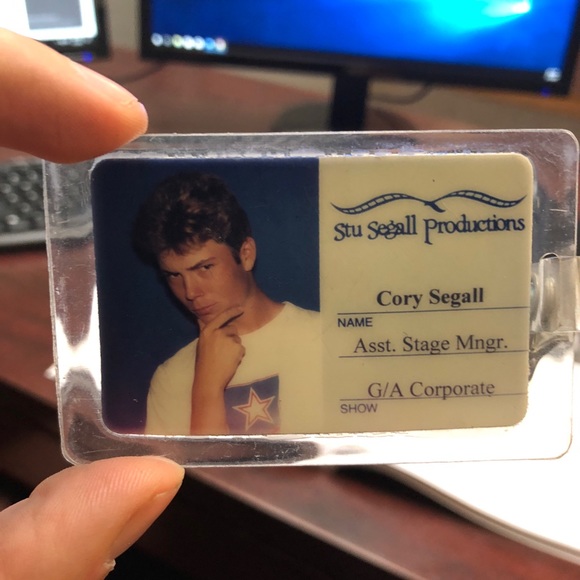 Stu Segall Productions
Cory Segall
NAME
Asst. Stage Mngr.
G/A Corporate
SHOW